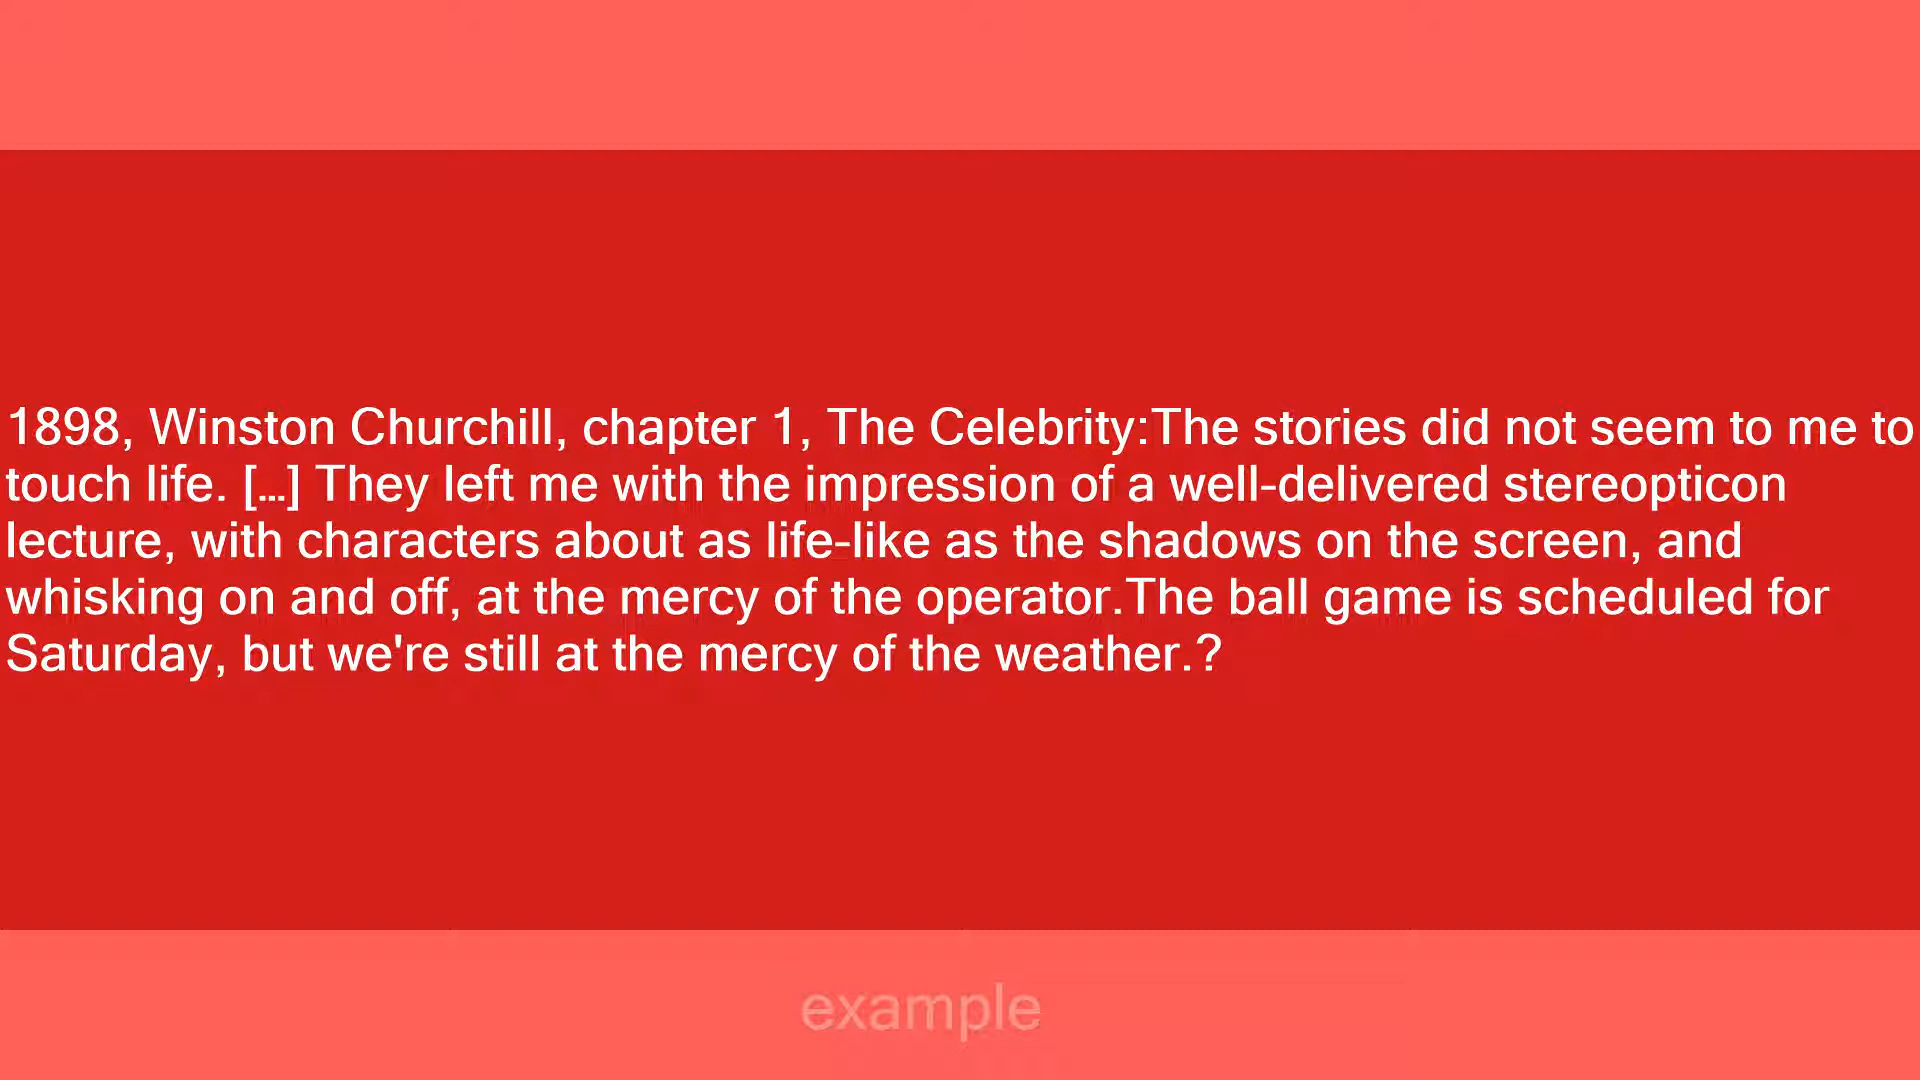 1898, Winston Churchill, chapter 1, The Celebrity:The stories did not seem to me to
touch life. […] They left me with the impression of a well-delivered stereopticon
lecture, with characters about as life-like as the shadows on the screen, and
whisking on and off, at the mercy of the operator.The ball game is scheduled for
Saturday, but we're still at the mercy of the weather.?
example